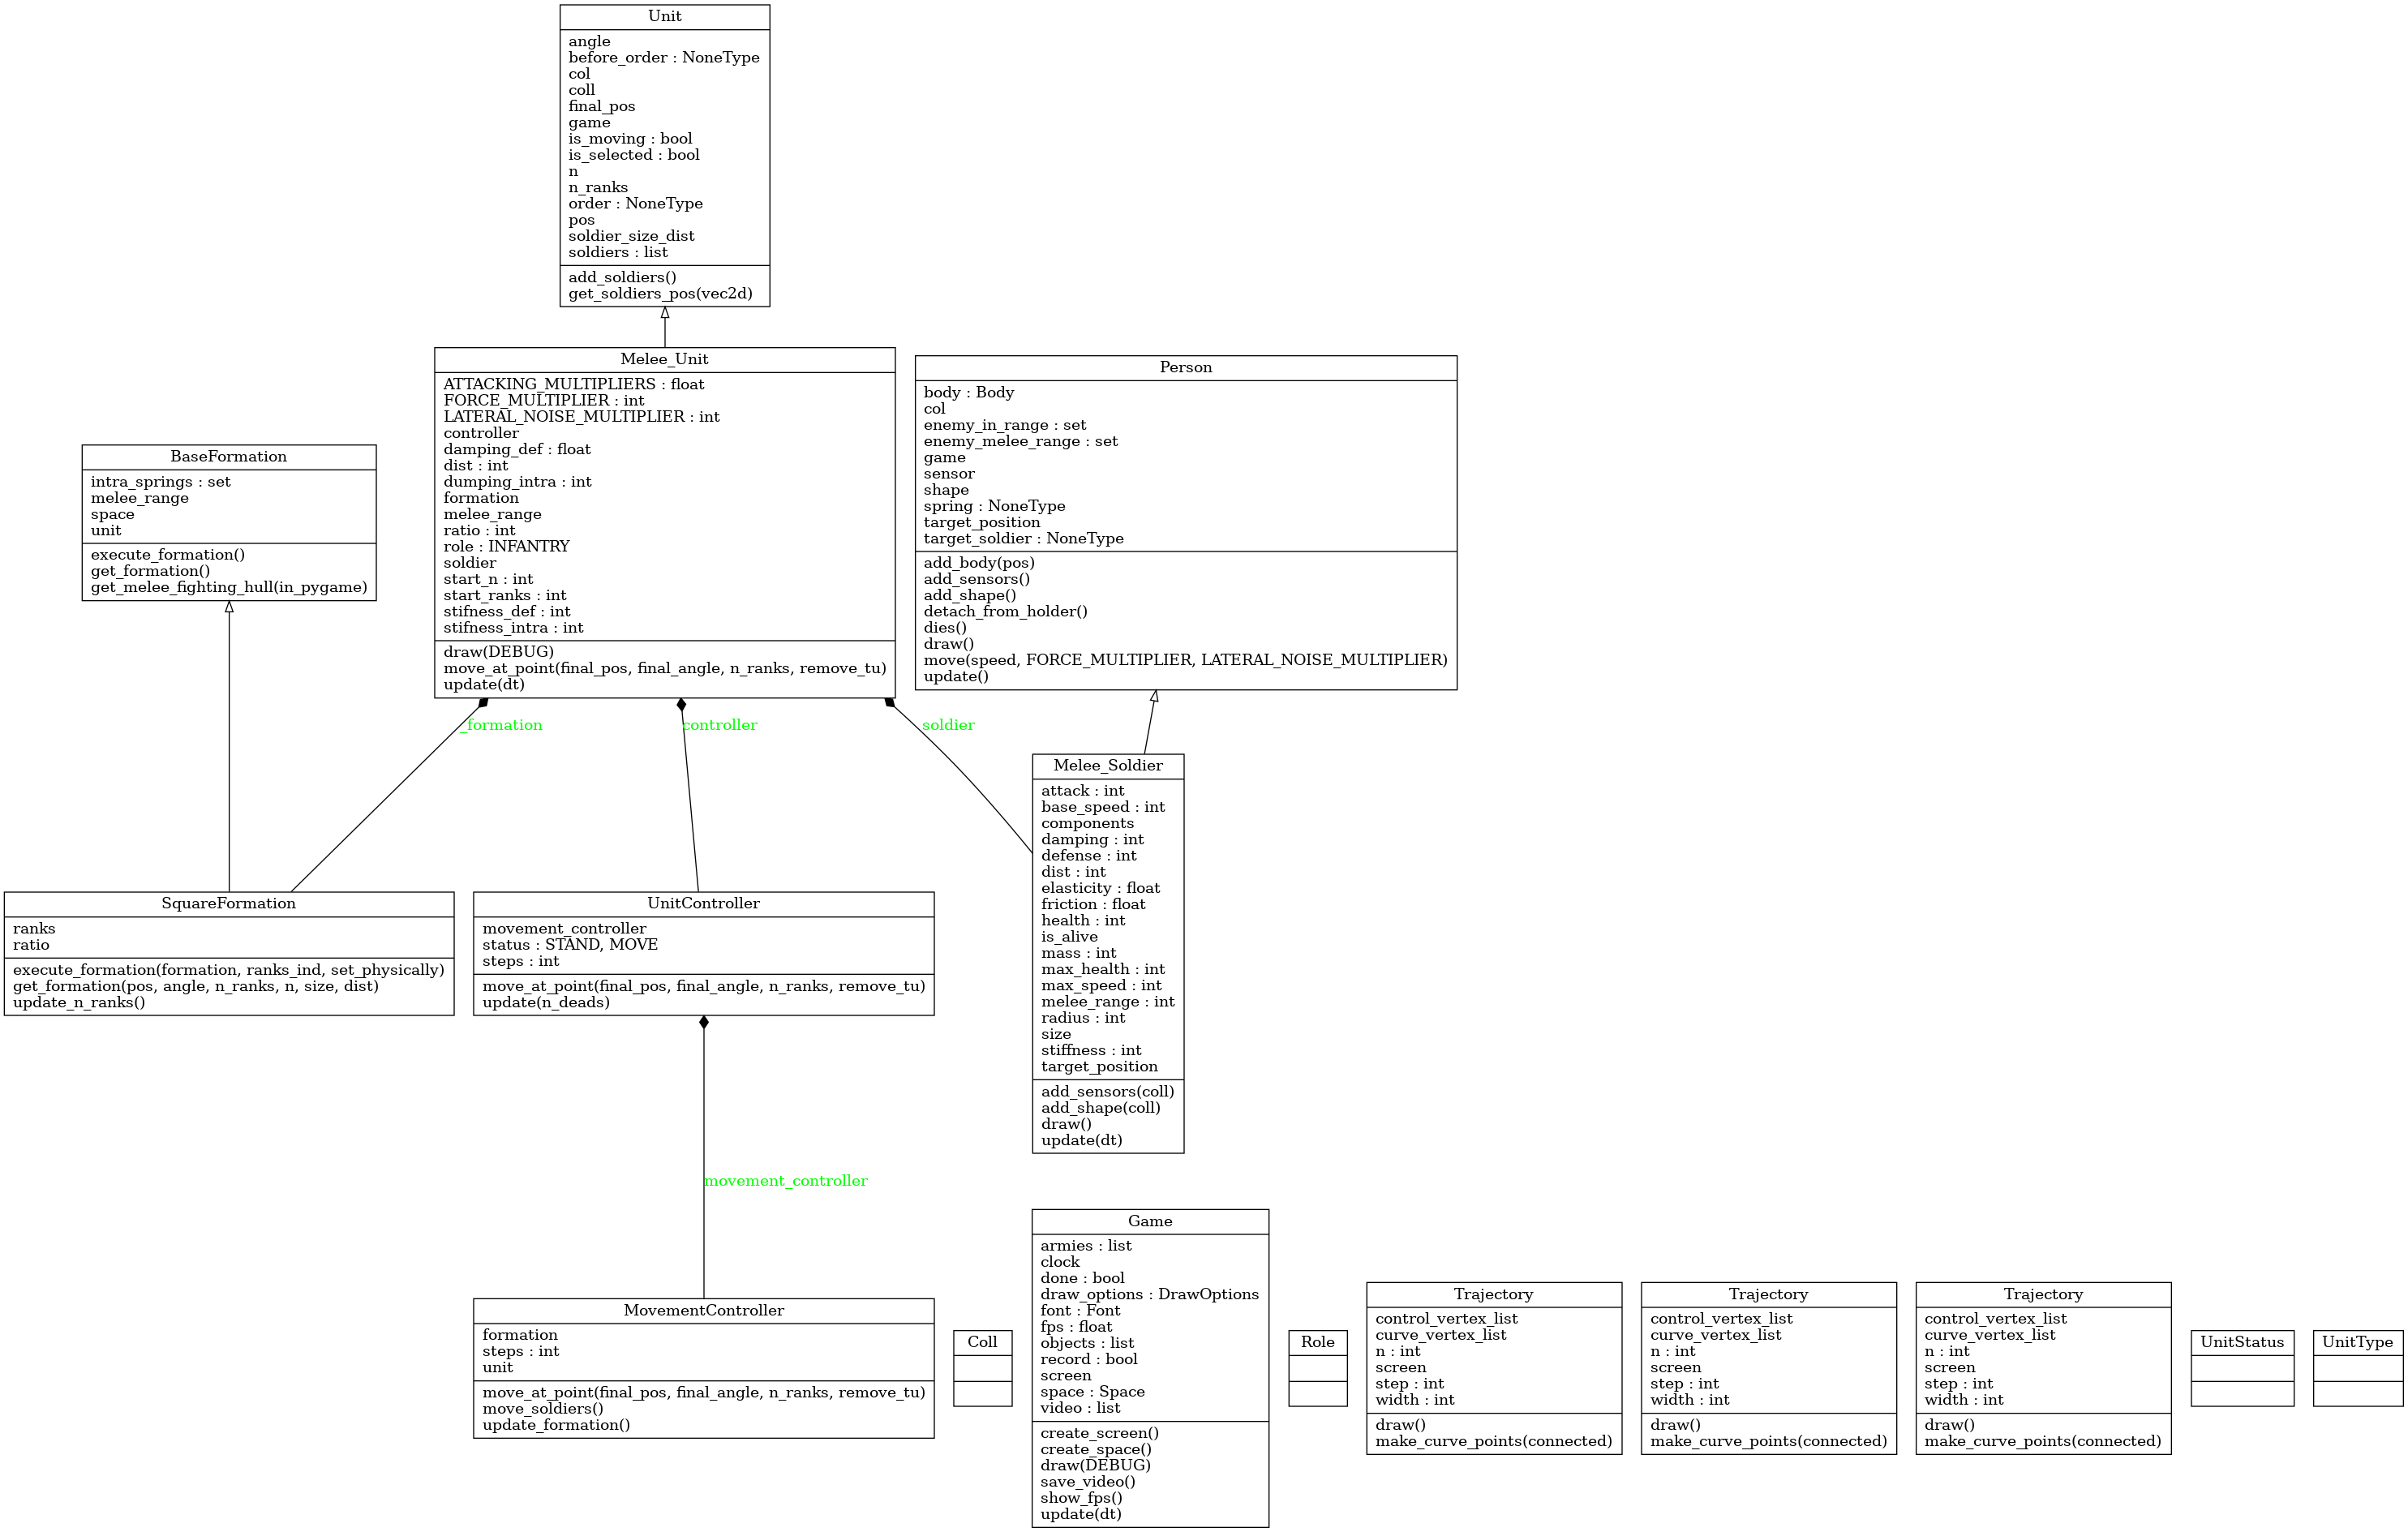 Unit
angle
before_order : NoneType
col
coll
final_pos
game
is_moving : bool
is_selected : bool
n
n_ranks
order : NoneType
pos
soldier_size_dist
soldiers : list
add_soldiers()
get_soldiers_pos(vec2d)
Melee_Unit
ATTACKING_MULTIPLIERS : float
FORCE_MULTIPLIER : int
LATERAL_NOISE_MULTIPLIER : int
controller
damping_def : float
dist : int
dumping_intra : int
formation
melee_range
ratio : int
role : INFANTRY
soldier
start_n : int
start_ranks : int
stifness_def : int
stifness_intra : int
draw(DEBUG)
move_at_point(final_pos, final_angle, n_ranks, remove_tu)
update(dt)
Person
body : Body
col
enemy_in_range : set
enemy_melee_range : set
game
sensor
shape
spring : NoneType
target_position
target_soldier : NoneType
add_body(pos)
add_sensors()
add_shape()
detach_from_holder()
dies()
draw()
move(speed, FORCE_MULTIPLIER, LATERAL_NOISE_MULTIPLIER)
update()
BaseFormation
intra_springs : set
melee_range
space
unit
execute_formation()
get_formation()
get_melee_fighting_hull(in_pygame)
_formation
controller
soldier
Melee_Soldier
attack : int
base_speed : int
components
damping : int
defense : int
dist : int
elasticity : float
friction : float
health : int
is_alive
mass : int
max_health : int
max_speed : int
melee_range : int
radius : int
size
stiffness : int
target_position
add_sensors(coll)
add_shape(coll)
draw()
update(dt)
SquareFormation
ranks
ratio
execute_formation(formation, ranks_ind, set_physically)
get_formation(pos, angle, n_ranks, n, size, dist)
update_n_ranks()
UnitController
movement_controller
status : STAND, MOVE
steps : int
move_at_point(final_pos, final_angle, n_ranks, remove_tu)
update(n_deads)
movement_controller
MovementController
formation
steps : int
unit
move_at_point(final_pos, final_angle, n_ranks, remove_tu)
move_soldiers()
update_formation()
Coll
Game
armies : list
clock
done : bool
draw_options : DrawOptions
font : Font
fps : float
objects : list
record : bool
screen
space : Space
video : list
create_screen()
create_space()
draw(DEBUG)
save_video()
show_fps()
update(dt)
Role
Trajectory
control_vertex_list
curve_vertex_list
n : int
screen
step : int
width : int
draw()
make_curve_points(connected)
Trajectory
control_vertex_list
curve_vertex_list
n : int
screen
step : int
width : int
draw()
make_curve_points(connected)
Trajectory
control_vertex_list
curve_vertex_list
n : int
screen
step : int
width : int
draw()
make_curve_points(connected)
UnitStatus
UnitType